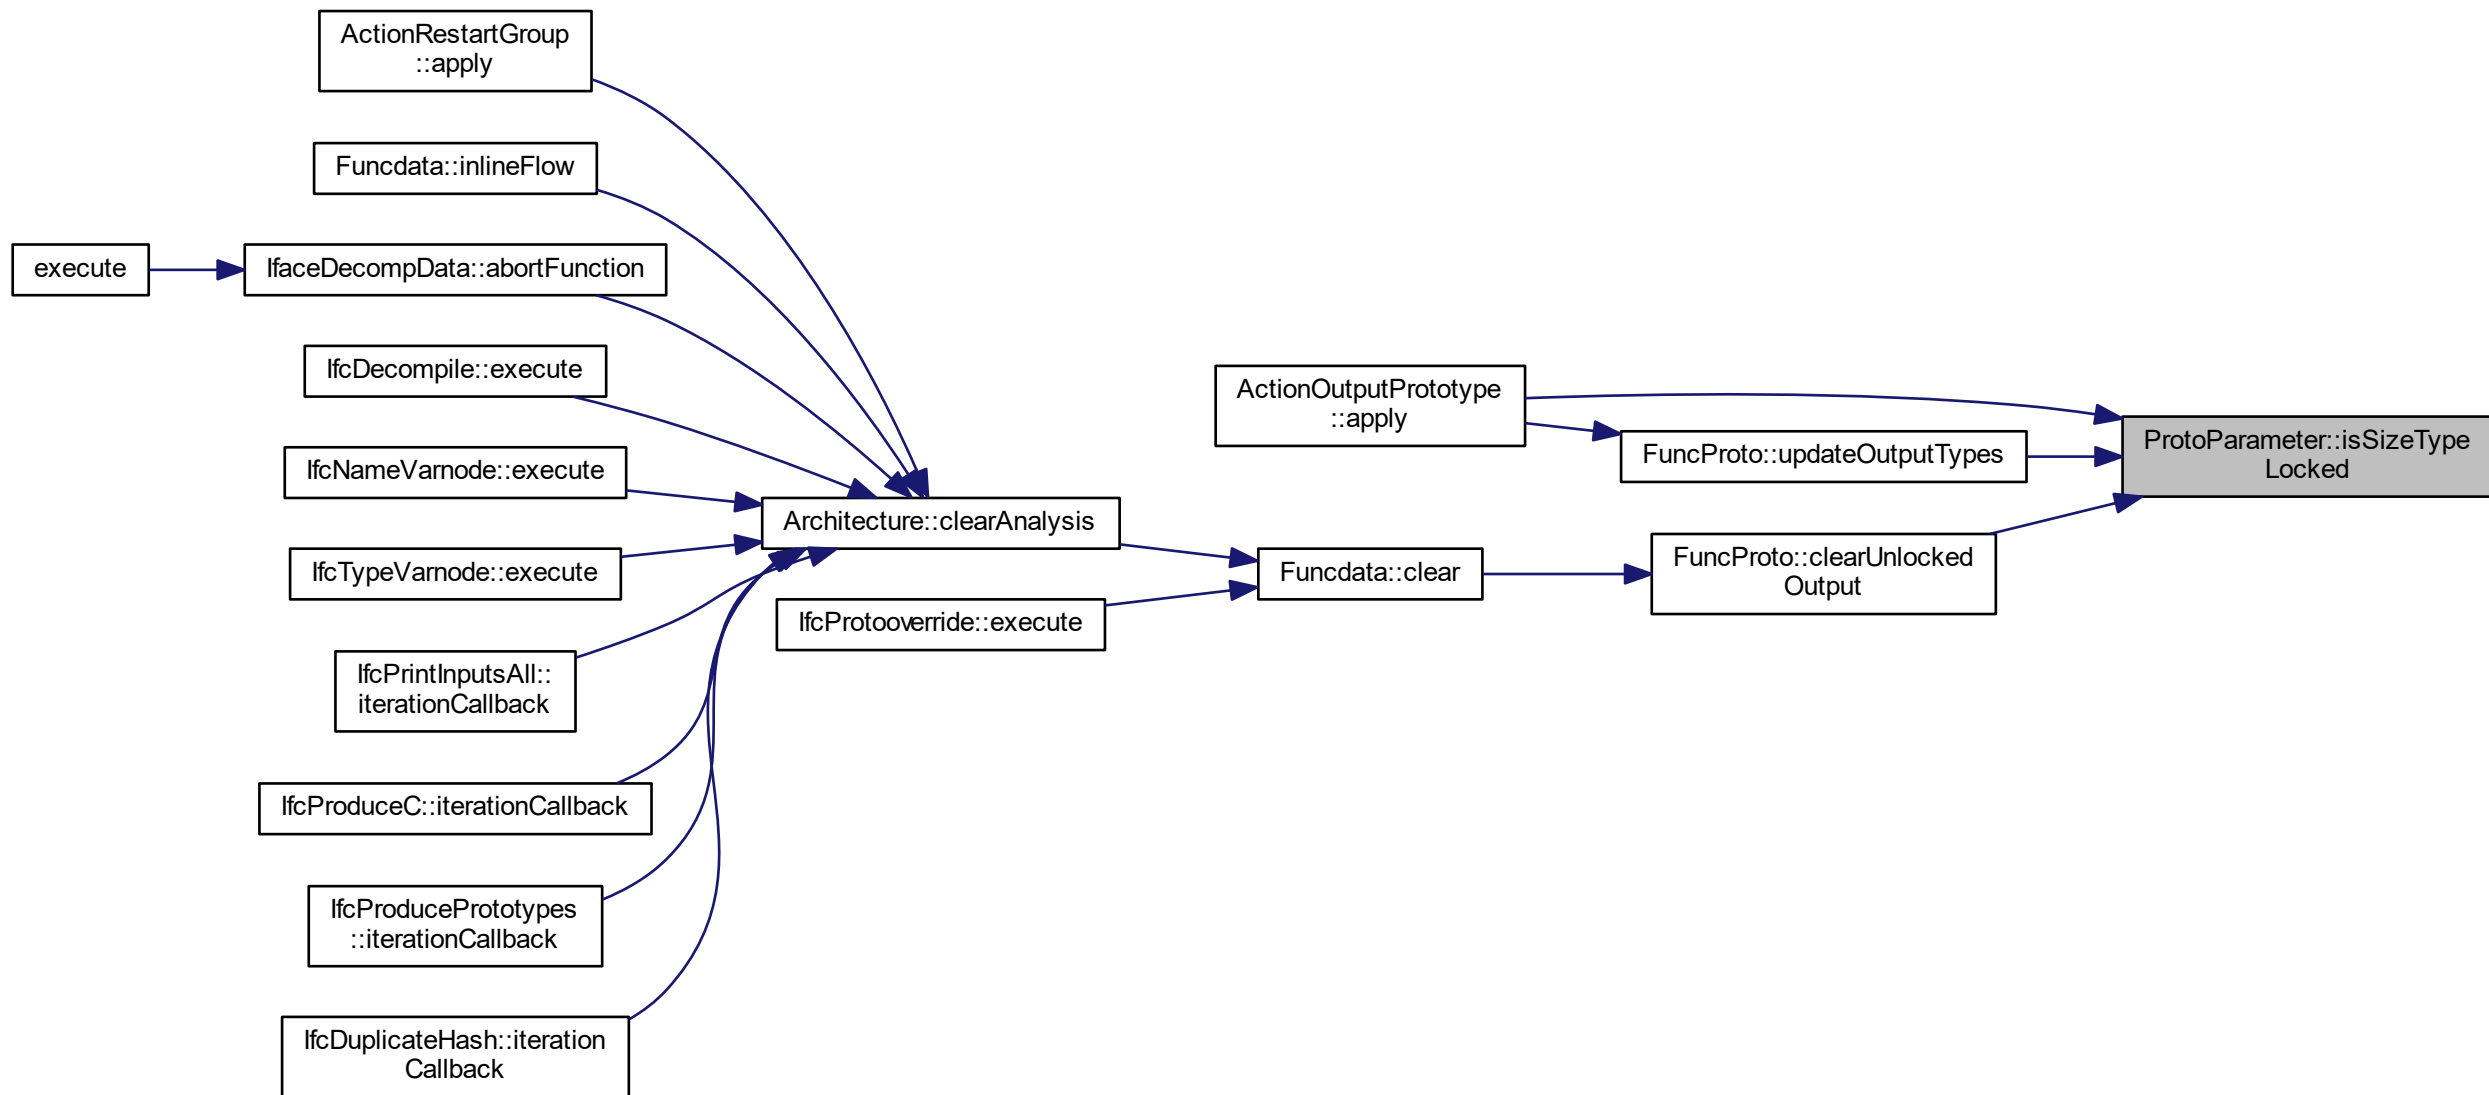 ActionRestartGroup
::apply
Funcdata::inlineFlow
execute
IfaceDecompData::abortFunction
IfcDecompile::execute
IfcNameVarnode::execute
IfcTypeVarnode::execute
IfcPrintInputsAll::
iterationCallback
IfcProduceC::iterationCallback
IfcProducePrototypes
::iterationCallback
IfcDuplicateHash::iteration
Callback
Architecture::clearAnalysis
IfcProtooverride::execute
ActionOutputPrototype
::apply
Funcdata::clear
FuncProto::updateOutputTypes
FuncProto::clearUnlocked
Output
ProtoParameter::isSizeType
Locked